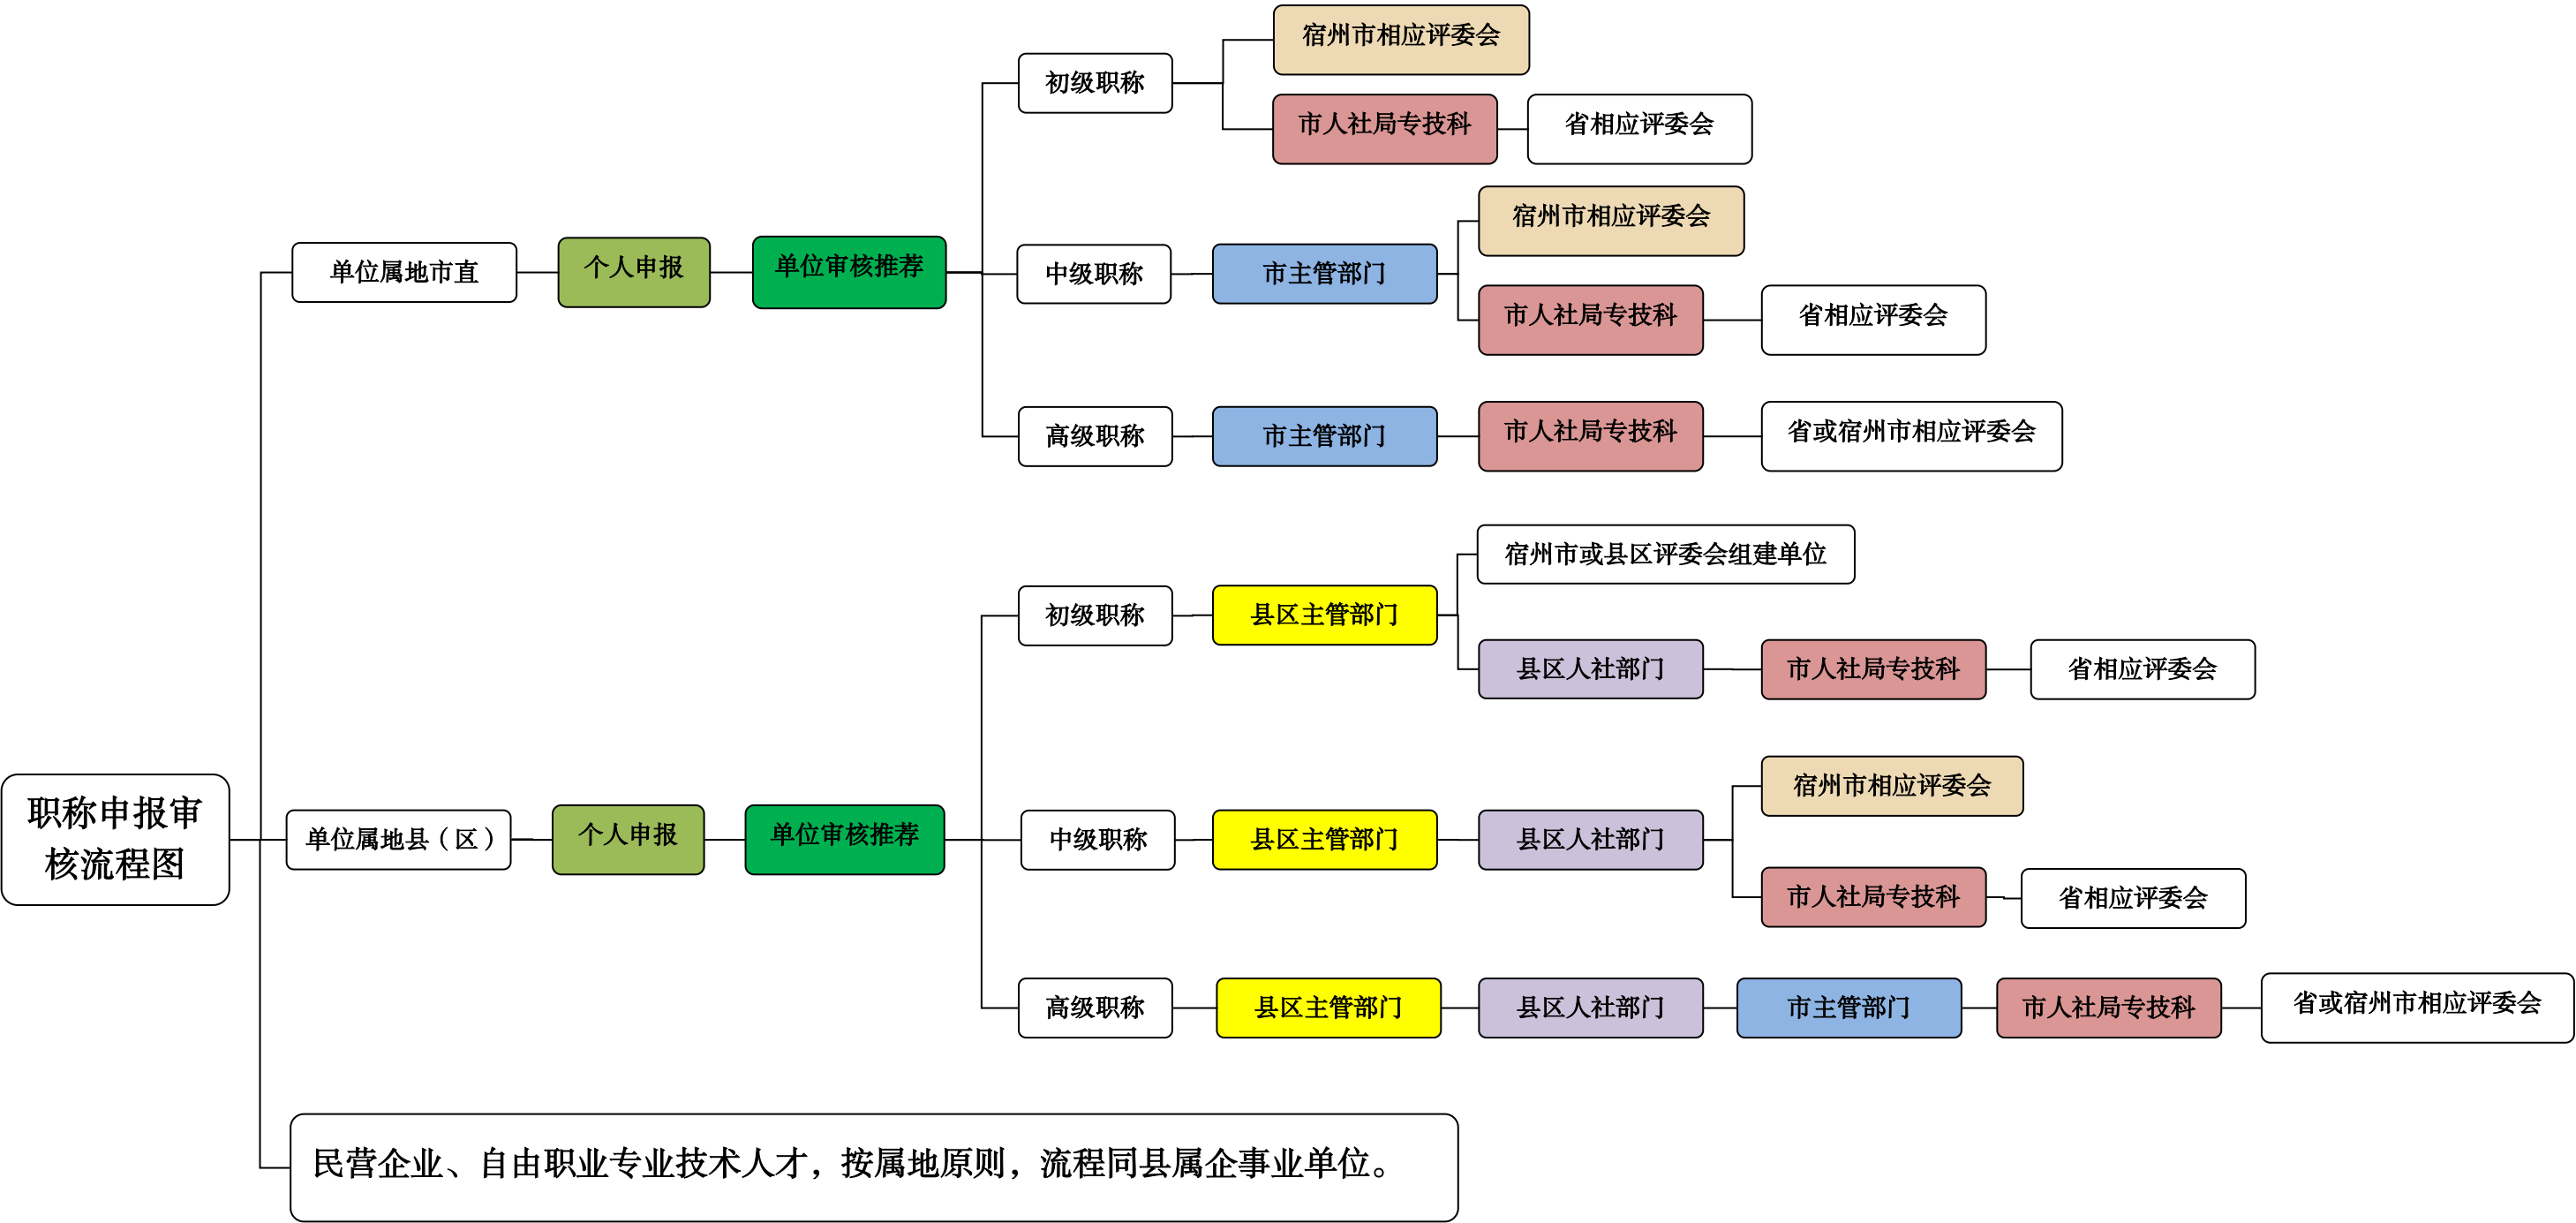 职称申报审
核流程图
单位属地市直
个人申报
单位审核推荐
初级职称
宿州市相应评委会
市人社局专技科
省相应评委会
中级职称
市主管部门
宿州市相应评委会
市人社局专技科
省相应评委会
高级职称
市主管部门
市人社局专技科
省或宿州市相应评委会
单位属地县（区）
个人申报
单位审核推荐
初级职称
县区主管部门
宿州市或县区评委会组建单位
县区人社部门
市人社局专技科
省相应评委会
中级职称
县区主管部门
县区人社部门
宿州市相应评委会
市人社局专技科
省相应评委会
高级职称
县区主管部门
县区人社部门
市主管部门
市人社局专技科
省或宿州市相应评委会
民营企业、自由职业专业技术人才，按属地原则，流程同县属企事业单位。